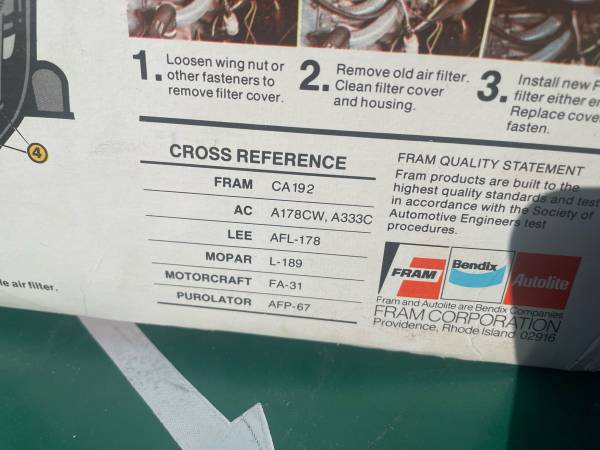 1. Loosen wing nut or
other fasteners to
remove filter cover.
2. Remove old air filter.
Clean filter cover
and housing.
3. Install new
filter either
Replace
fasten.
4
CROSS REFERENCE
FRAM CA192
AC A178CW, A333C
LEE AFL-178
MOPAR L-189
MOTORCRAFT FA-31
PUROLATOR AFP-67
air filter.
FRAM QUALITY STATEMENT
Fram products are built to the
highest quality standards and test
in accordance with the Society of
Automotive Engineers test
procedures.
FRAM
Bendix
Autolite
Fram and Autolite are Bendix Companies
FRAM CORPORATION
Providence, Rhode Island 02916